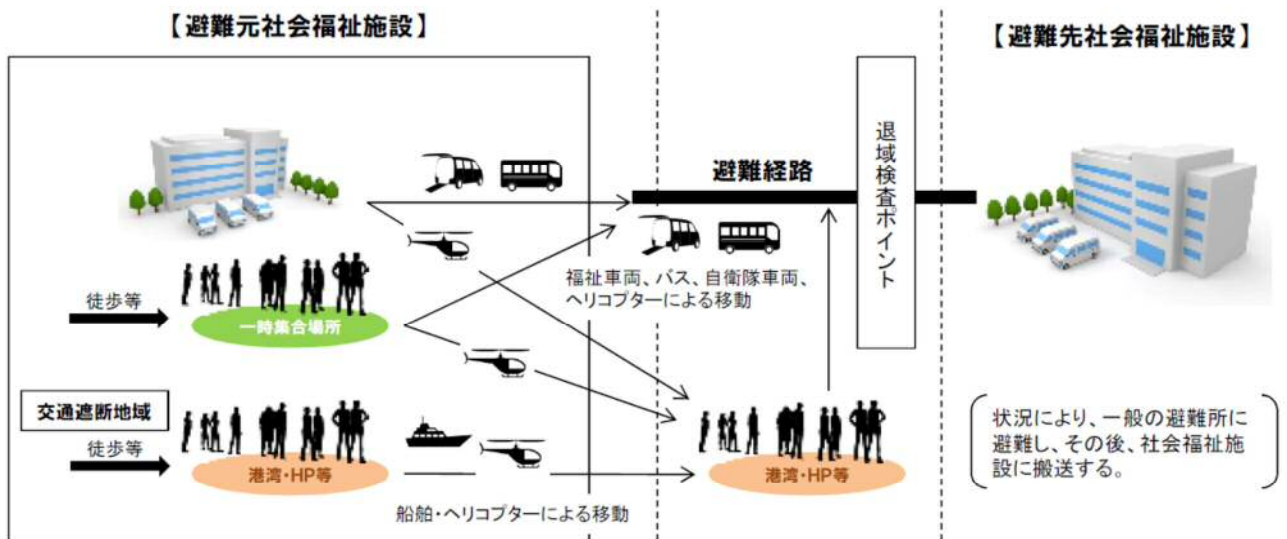 【避難元社会福祉施設】
【避難先社会福祉施設】
避難経路
退域検査ポイント
福祉車両、バス、自衛隊車両、
ヘリコプターによる移動
徒歩等
一時集合場所
交通遮断地域
徒歩等
港湾・HP等
港湾・HP等
船舶・ヘリコプターによる移動
状況により、一般の避難所に
避難し、その後、社会福祉施
設に搬送する。